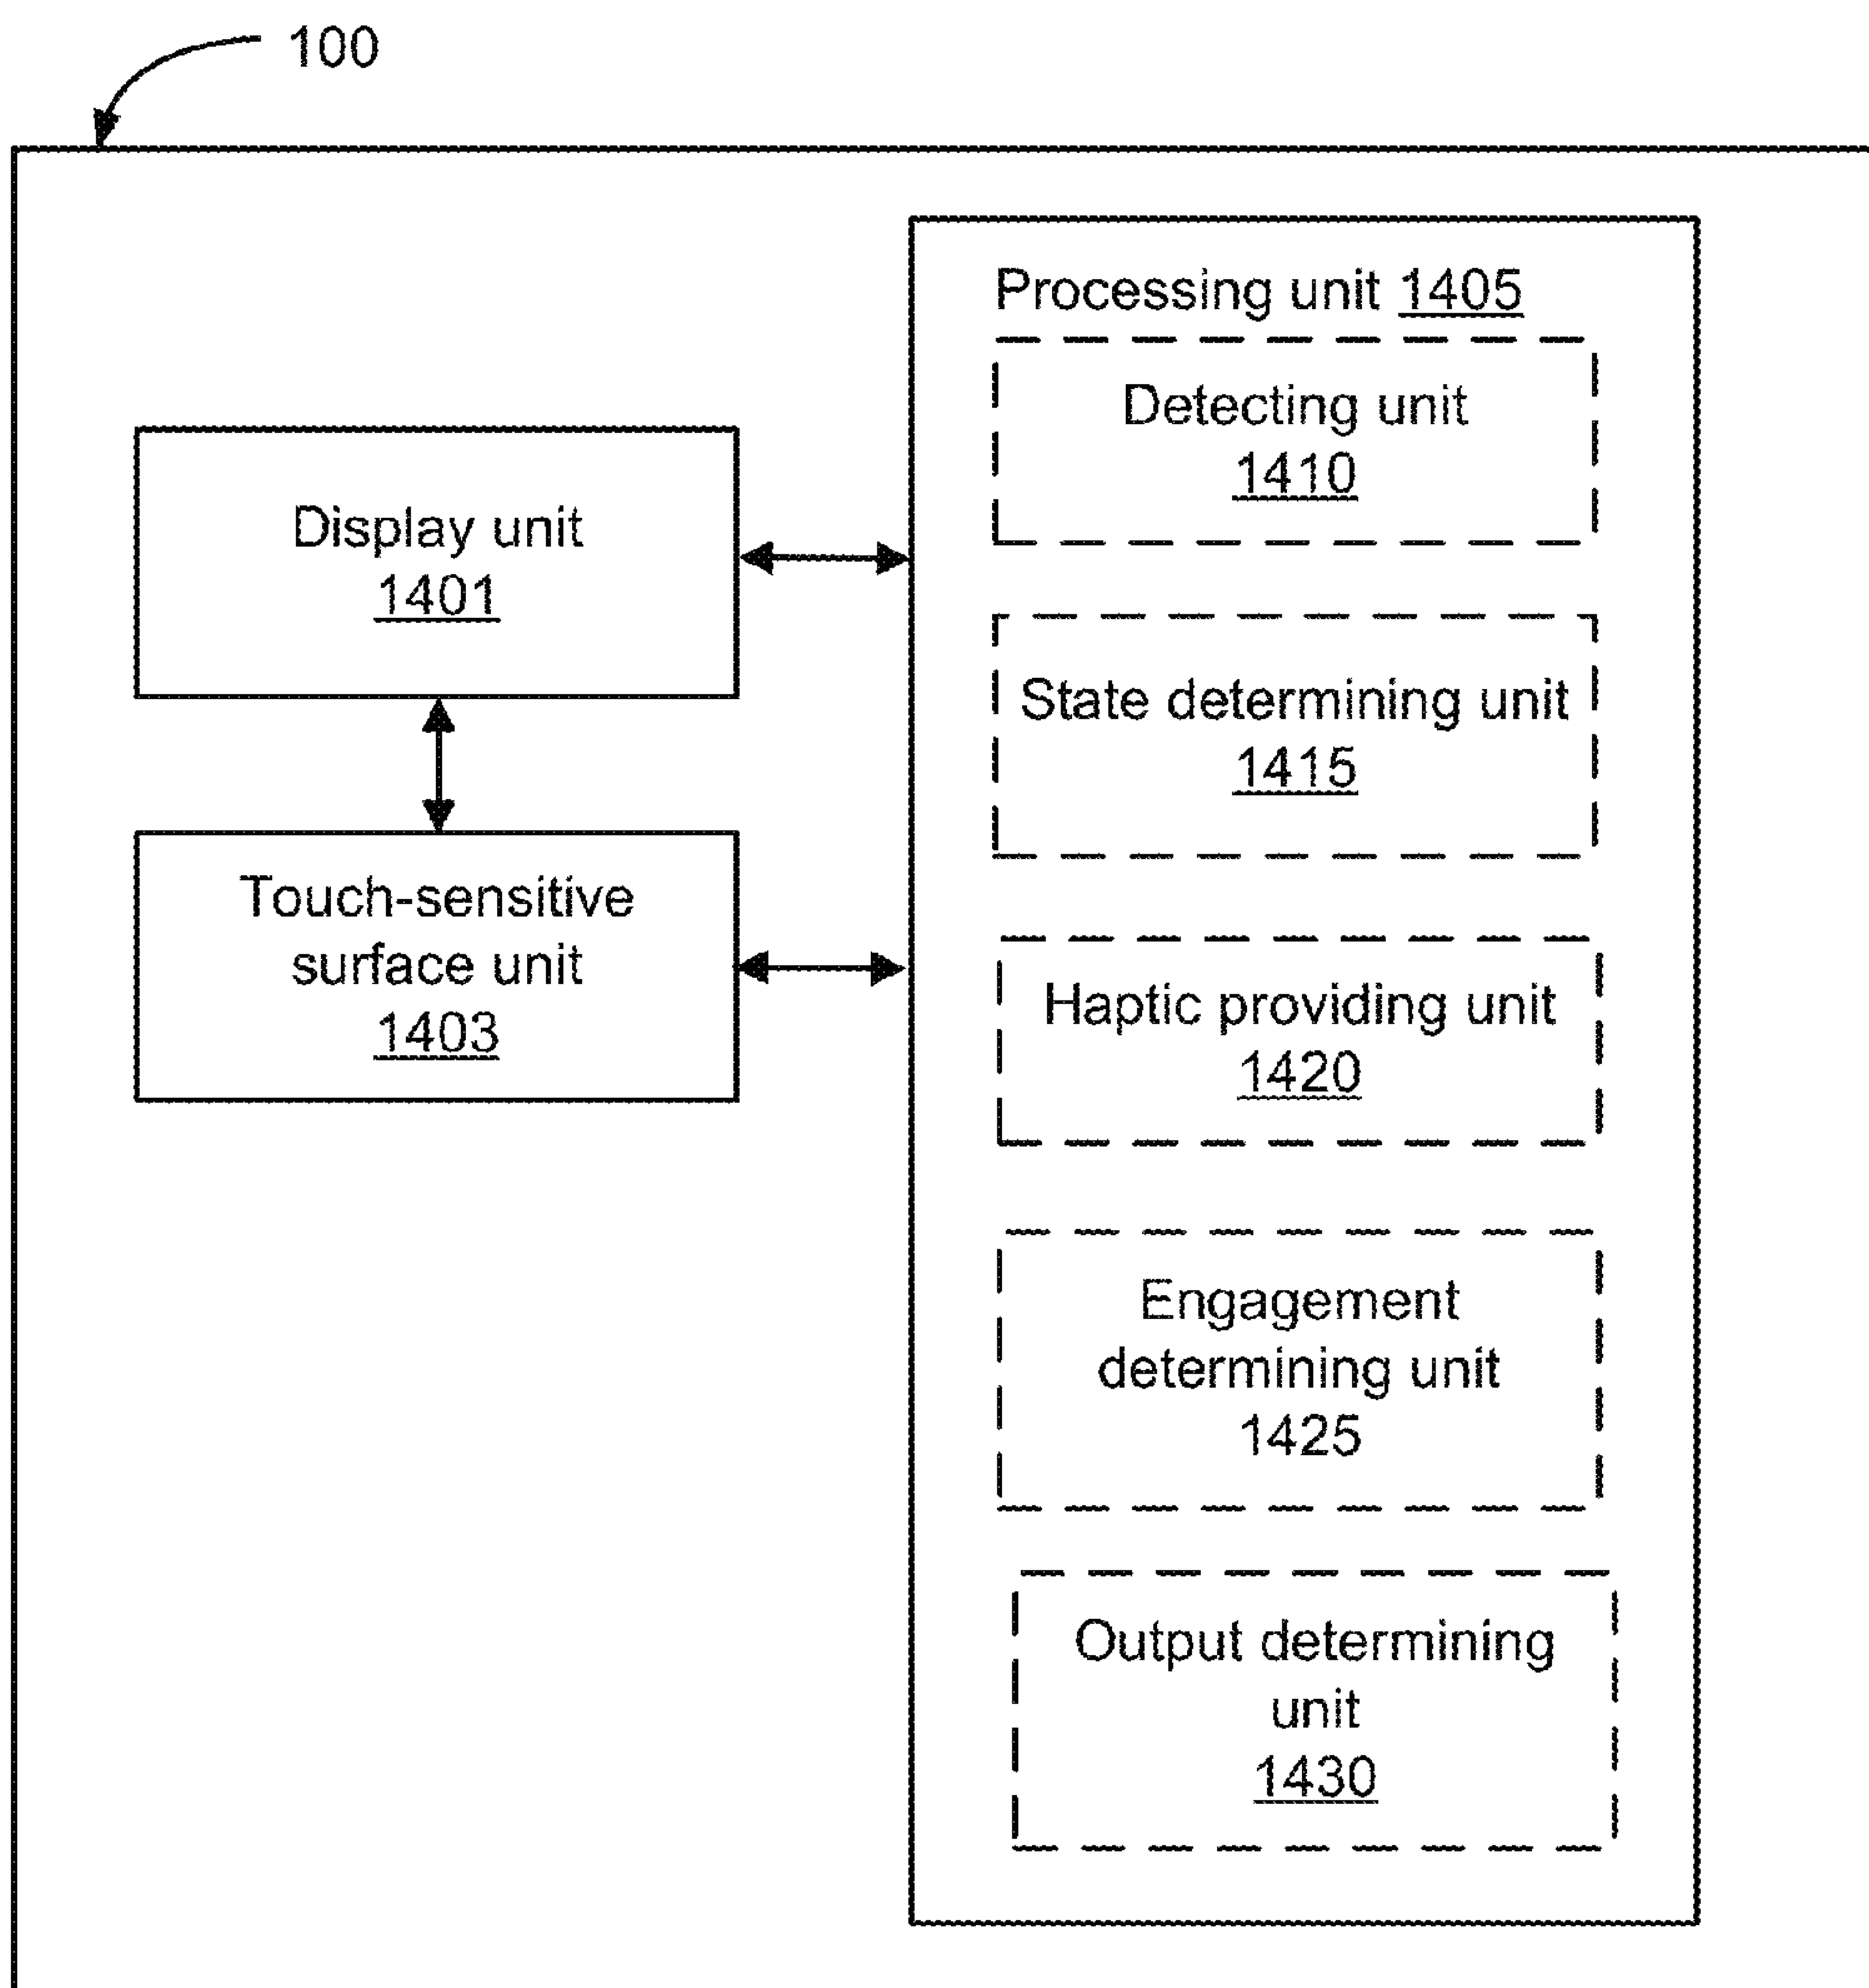 100
Processing unit 1405
Detecting unit
1410
Display unit
1401
State determining unit
1415
Touch-sensitive
surface unit
1403
Haptic providing unit
1420
Engagement
determining unit
1425
Output determining
unit
1430